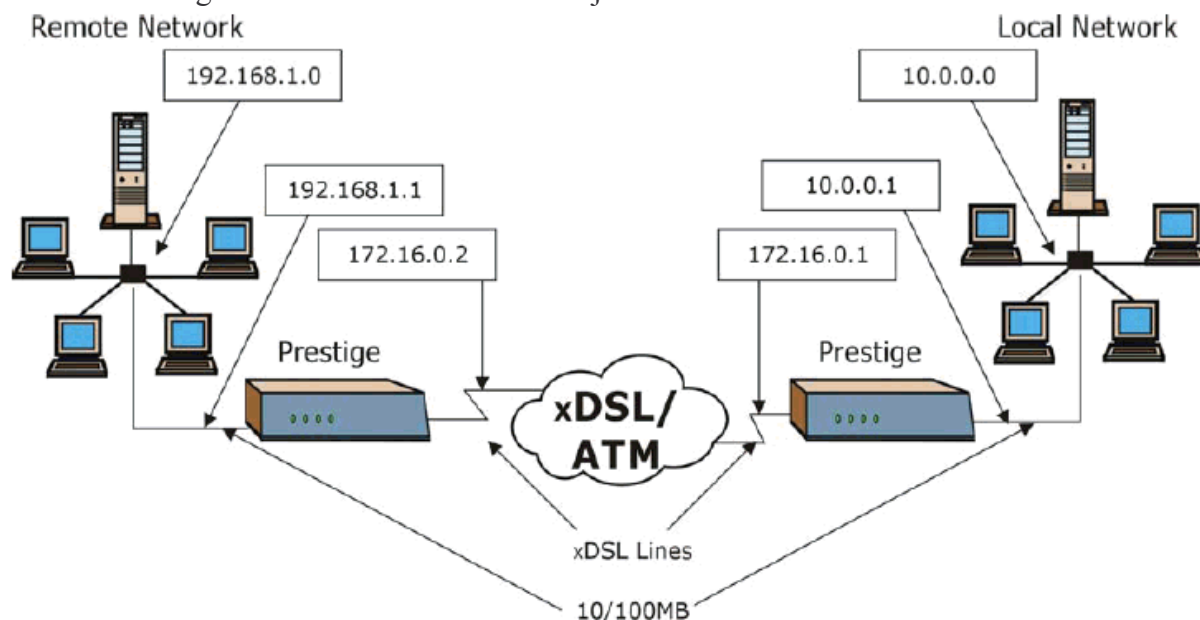 Remote Network
Local Network
192.168.1.0
10.0.0.0
192.168.1.1
10.0.0.1
172.16.0.2
172.16.0.1
Prestige
Prestige
xDSL/
ATM
xDSL Lines
10/100MB